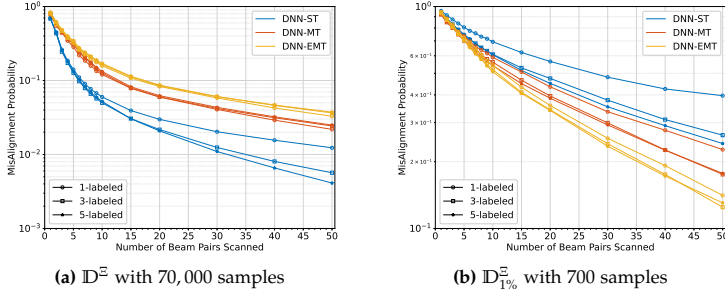 10⁰
10⁻¹
10⁻²
10⁻³
MisAlignment Probability
0 5 10 15 20 25 30 35 40 45 50
Number of Beam Pairs Scanned
DNN-ST
DNN-MT
DNN-EMT
1-labeled
3-labeled
5-labeled
(a) 𝔻^Ξ with 70,000 samples
10⁰
6 × 10⁻¹
4 × 10⁻¹
3 × 10⁻¹
2 × 10⁻¹
10⁻¹
MisAlignment Probability
0 5 10 15 20 25 30 35 40 45 50
Number of Beam Pairs Scanned
DNN-ST
DNN-MT
DNN-EMT
1-labeled
3-labeled
5-labeled
(b) 𝔻^Ξ_1% with 700 samples